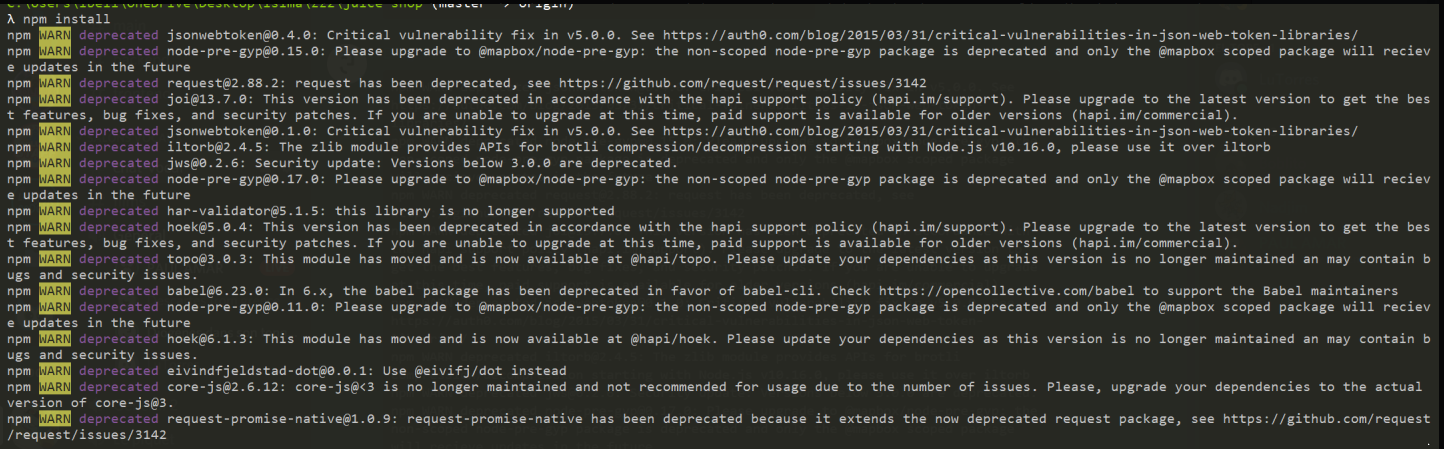 C:\Users\ibell\OneDrive\Desktop\isima\zzz\juice-shop (master -> origin)
λ npm install
npm WARN deprecated jsonwebtoken@0.4.0: Critical vulnerability fix in v5.0.0. See https://auth0.com/blog/2015/03/31/critical-vulnerabilities-in-json-web-token-libraries/
npm WARN deprecated node-pre-gyp@0.15.0: Please upgrade to @mapbox/node-pre-gyp: the non-scoped node-pre-gyp package is deprecated and only the @mapbox scoped package will reciev
e updates in the future
npm WARN deprecated request@2.88.2: request has been deprecated, see https://github.com/request/request/issues/3142
npm WARN deprecated joi@13.7.0: This version has been deprecated in accordance with the hapi support policy (hapi.im/support). Please upgrade to the latest version to get the bes
t features, bug fixes, and security patches. If you are unable to upgrade at this time, paid support is available for older versions (hapi.im/commercial).
npm WARN deprecated jsonwebtoken@0.1.0: Critical vulnerability fix in v5.0.0. See https://auth0.com/blog/2015/03/31/critical-vulnerabilities-in-json-web-token-libraries/
npm WARN deprecated iltorb@2.4.5: The zlib module provides APIs for brotli compression/decompression starting with Node.js v10.16.0, please use it over iltorb
npm WARN deprecated jws@0.2.6: Security update: Versions below 3.0.0 are deprecated.
npm WARN deprecated node-pre-gyp@0.17.0: Please upgrade to @mapbox/node-pre-gyp: the non-scoped node-pre-gyp package is deprecated and only the @mapbox scoped package will reciev
e updates in the future
npm WARN deprecated har-validator@5.1.5: this library is no longer supported
npm WARN deprecated hoek@5.0.4: This version has been deprecated in accordance with the hapi support policy (hapi.im/support). Please upgrade to the latest version to get the bes
t features, bug fixes, and security patches. If you are unable to upgrade at this time, paid support is available for older versions (hapi.im/commercial).
npm WARN deprecated topo@3.0.3: This module has moved and is now available at @hapi/topo. Please update your dependencies as this version is no longer maintained an may contain b
ugs and security issues.
npm WARN deprecated babel@6.23.0: In 6.x, the babel package has been deprecated in favor of babel-cli. Check https://opencollective.com/babel to support the Babel maintainers
npm WARN deprecated node-pre-gyp@0.11.0: Please upgrade to @mapbox/node-pre-gyp: the non-scoped node-pre-gyp package is deprecated and only the @mapbox scoped package will reciev
e updates in the future
npm WARN deprecated hoek@6.1.3: This module has moved and is now available at @hapi/hoek. Please update your dependencies as this version is no longer maintained an may contain b
ugs and security issues.
npm WARN deprecated eivindfjeldstad-dot@0.0.1: Use @eivifj/dot instead
npm WARN deprecated core-js@2.6.12: core-js@<3 is no longer maintained and not recommended for usage due to the number of issues. Please, upgrade your dependencies to the actual
version of core-js@3.
npm WARN deprecated request-promise-native@1.0.9: request-promise-native has been deprecated because it extends the now deprecated request package, see https://github.com/request
/request/issues/3142